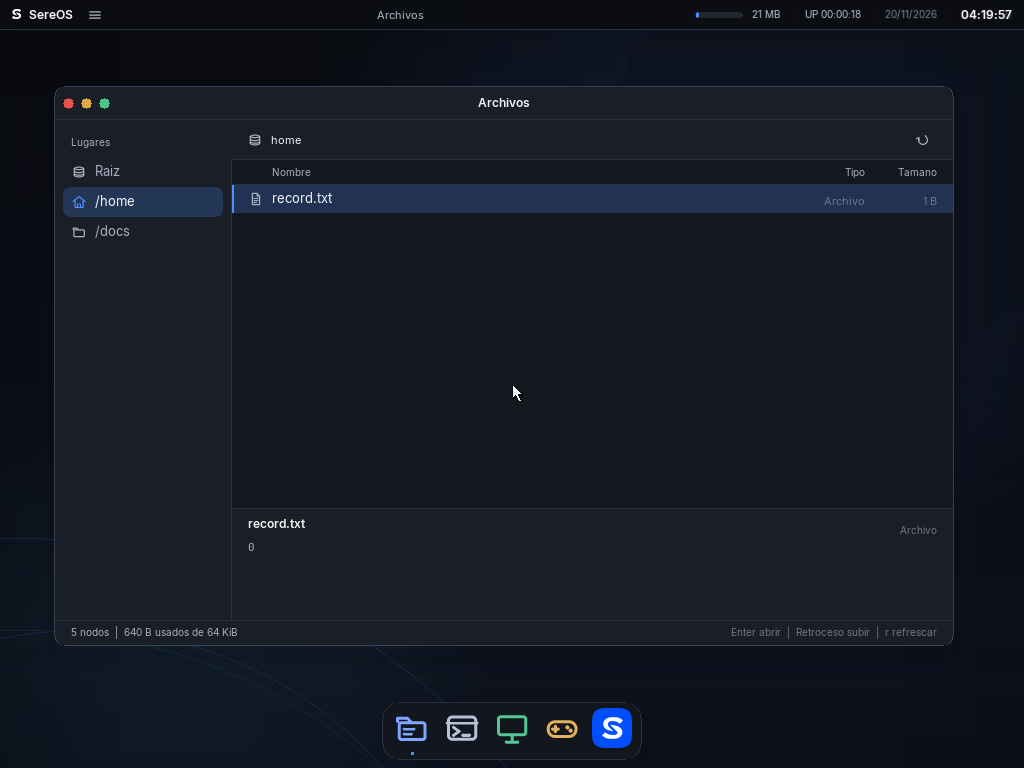 SereOS
Archivos
21 MB
UP 00:00:18
20/11/2026
04:19:57
Archivos
Lugares
Raiz
/home
/docs
home
Nombre
Tipo
Tamano
record.txt
Archivo
1 B
record.txt
Archivo
0
5 nodos | 640 B usados de 64 KiB
Enter abrir | Retroceso subir | r refrescar